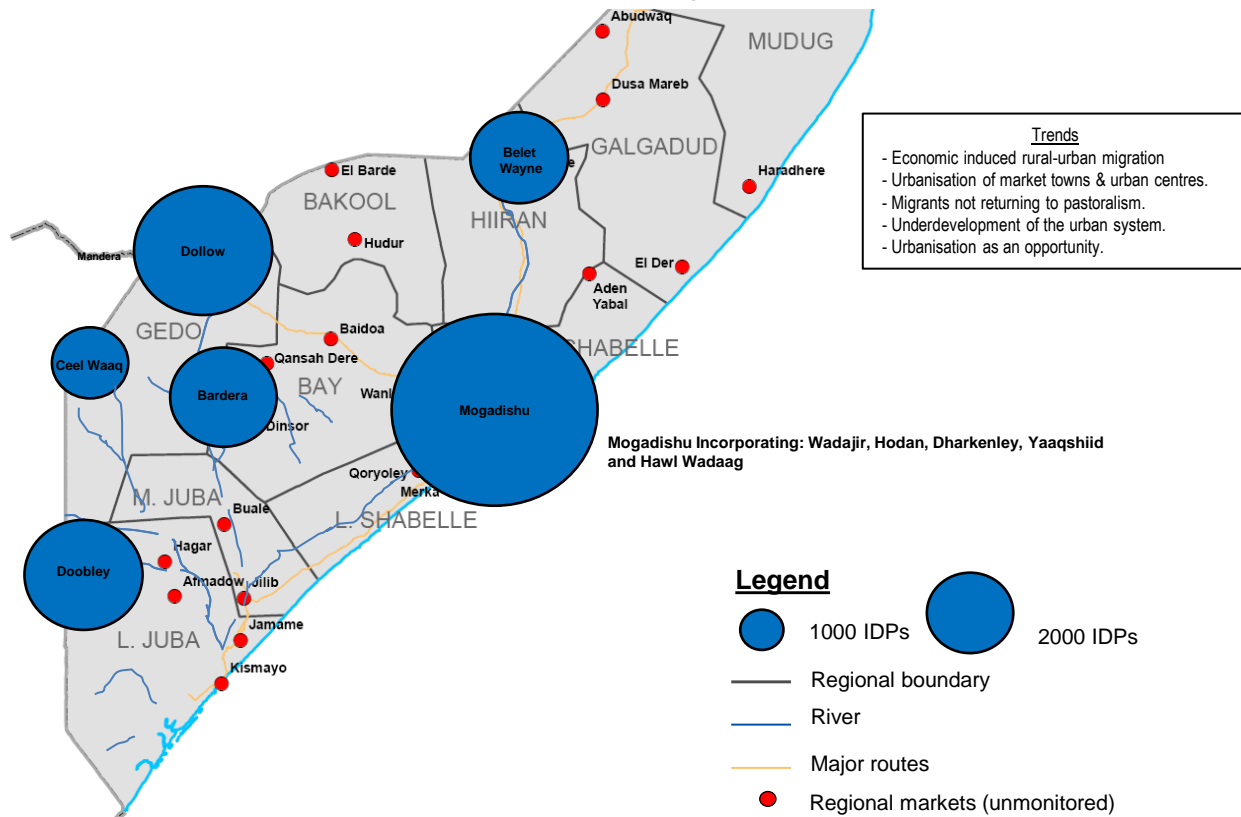 Abudwaq
MUDUG
Dusa Mareb
Trends
- Economic induced rural-urban migration
- Urbanisation of market towns & urban centres.
- Migrants not returning to pastoralism.
- Underdevelopment of the urban system.
- Urbanisation as an opportunity.
GALGADUD
Belet
Wayne
e
El Barde
Haradhere
BAKOOL
HIIRAN
Hudur
Dollow
Mandera
El Der
Aden
Yabal
GEDO
Baidoa
SHABELLE
Ceel Waaq
Qansah Dere
BAY
Wanl
Bardera
Mogadishu
Dinsor
Mogadishu Incorporating: Wadajir, Hodan, Dharkenley, Yaaqshiid
and Hawl Wadaag
Qoryoley
Merka
M. JUBA
L. SHABELLE
Buale
Hagar
Doobley
Afmadow
Jilib
Jamame
L. JUBA
Kismayo
Legend
1000 IDPs
2000 IDPs
Regional boundary
River
Major routes
Regional markets (unmonitored)